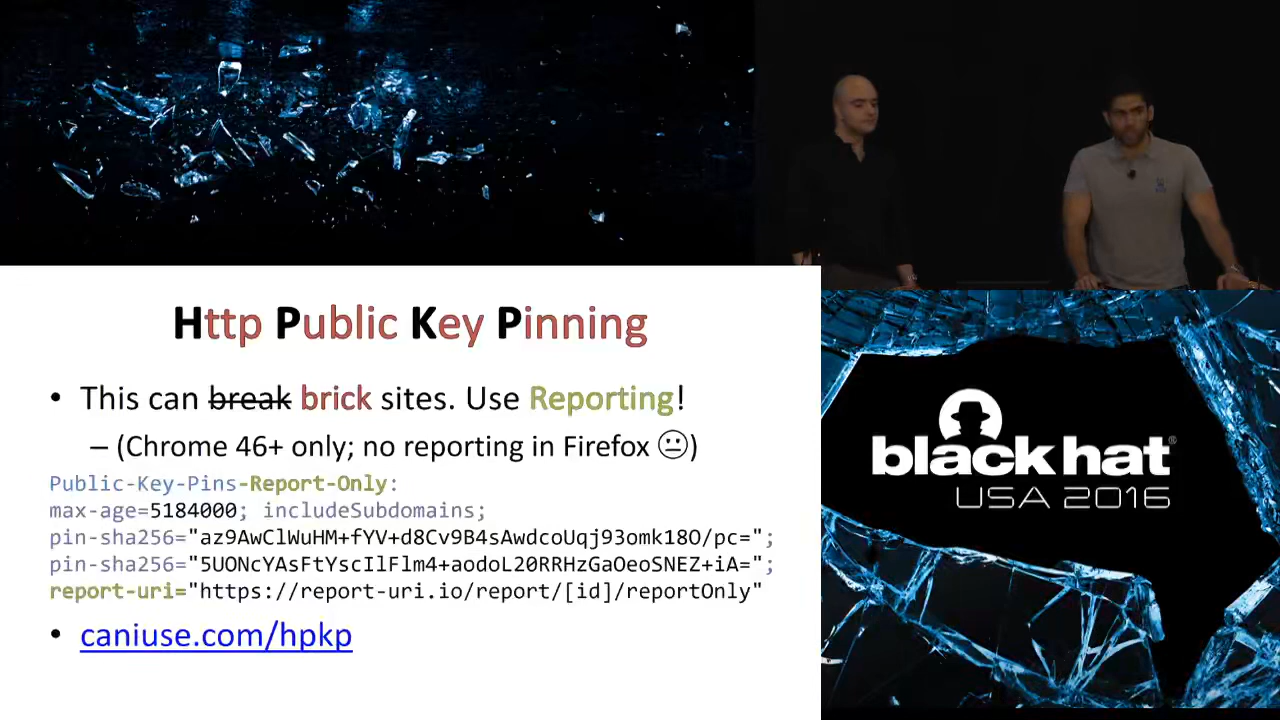 Http Public Key Pinning
• This can break brick sites. Use Reporting!
– (Chrome 46+ only; no reporting in Firefox 😐)
Public-Key-Pins-Report-Only:
max-age=5184000; includeSubdomains;
pin-sha256="az9AwClWuHM+fYV+d8Cv9B4sAwdcoUqj93omk18O/pc=";
pin-sha256="5UONcYAsFtYscIlFlm4+aodoL20RRHzGaOeoSNEZ+iA=";
report-uri="https://report-uri.io/report/[id]/reportOnly"
• caniuse.com/hpkp
black hat®
USA 2016